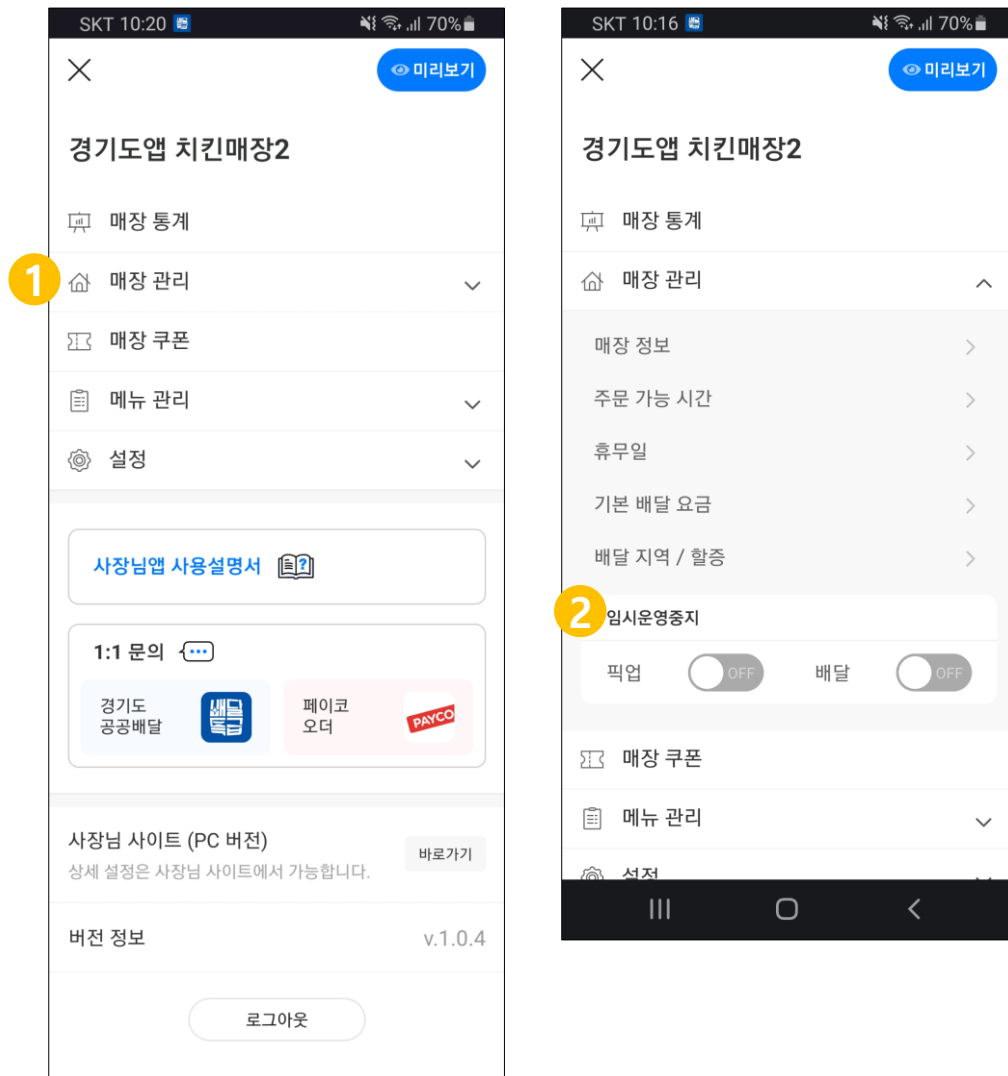 SKT 10:20 70%
미리보기
경기도앱 치킨매장2
매장 통계
1
매장 관리
매장 쿠폰
메뉴 관리
설정
사장님앱 사용설명서 ?
1:1 문의
경기도
공공배달
배달
특급
페이코
오더
PAYCO
사장님 사이트 (PC 버전)
상세 설정은 사장님 사이트에서 가능합니다.
바로가기
버전 정보 v.1.0.4
로그아웃
SKT 10:16 70%
미리보기
경기도앱 치킨매장2
매장 통계
매장 관리
매장 정보
주문 가능 시간
휴무일
기본 배달 요금
배달 지역 / 할증
2
임시운영중지
픽업 OFF 배달 OFF
매장 쿠폰
메뉴 관리
설정